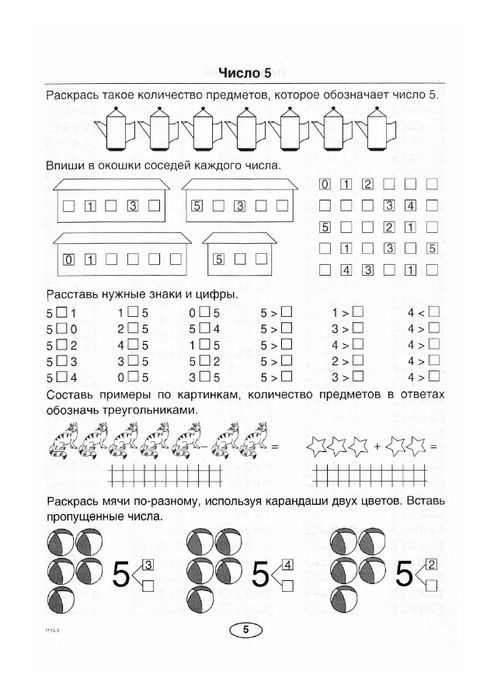 Число 5
Раскрась такое количество предметов, которое обозначает число 5.
Впиши в окошки соседей каждого числа.
□ 1 □ 3 □   5 □ 3 □ □   0 1 2 □ □ □
□ □ □ 3 4 □
5 □ □ 2 1 □
0 1 □ □ □ □   5 □ □   □ 1 □ 3 □ 5
□ 4 3 □ 1 □
Расставь нужные знаки и цифры.
5 □ 1   1 □ 5   0 □ 5   5 > □   1 > □   4 < □
5 □ 0   2 □ 5   5 □ 4   5 > □   3 > □   4 < □
5 □ 2   4 □ 5   1 □ 5   5 > □   4 > □   4 > □
5 □ 3   3 □ 5   5 □ 2   5 > □   2 > □   4 > □
5 □ 4   0 □ 5   3 □ 5   5 > □   3 > □   4 > □
Составь примеры по картинкам, количество предметов в ответах
обозначь треугольниками.
– =   + =
Раскрась мячи по-разному, используя карандаши двух цветов. Вставь
пропущенные числа.
5 < 3 □   5 < 4 □   5 < 2 □
5